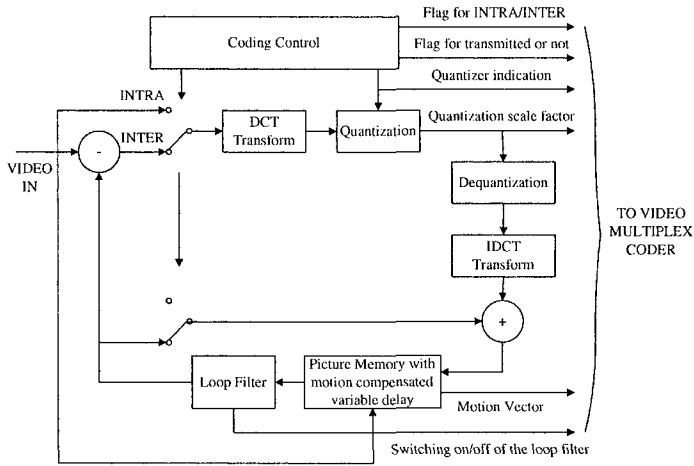 Flag for INTRA/INTER
Coding Control
Flag for transmitted or not
Quantizer indication
INTRA
DCT
Transform
Quantization
Quantization scale factor
INTER
-
VIDEO
IN
Dequantization
TO VIDEO
MULTIPLEX
CODER
IDCT
Transform
+
Loop Filter
Picture Memory with
motion compensated
variable delay
Motion Vector
Switching on/off of the loop filter